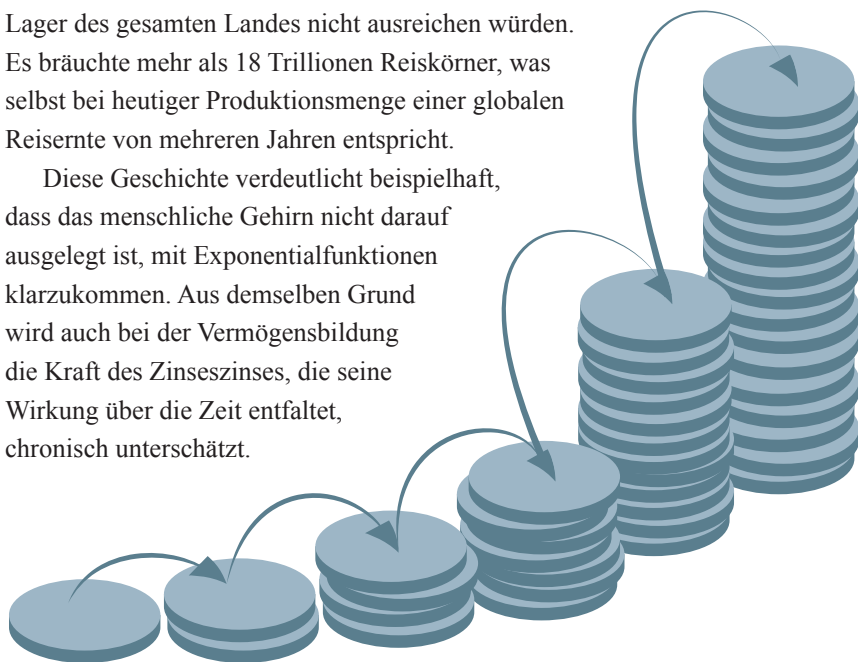 Lager des gesamten Landes nicht ausreichen würden.
Es bräuchte mehr als 18 Trillionen Reiskörner, was
selbst bei heutiger Produktionsmenge einer globalen
Reisernte von mehreren Jahren entspricht.
Diese Geschichte verdeutlicht beispielhaft,
dass das menschliche Gehirn nicht darauf
ausgelegt ist, mit Exponentialfunktionen
klarzukommen. Aus demselben Grund
wird auch bei der Vermögensbildung
die Kraft des Zinseszinses, die seine
Wirkung über die Zeit entfaltet,
chronisch unterschätzt.